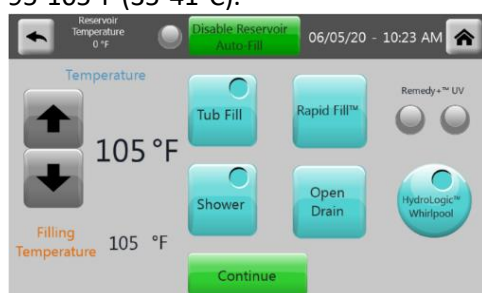 95-105°F (35-41°C).
Reservoir
Temperature
0 °F
Disable Reservoir
Auto-Fill
06/05/20 - 10:23 AM
Temperature
105 °F
Tub Fill
Rapid Fill™
Remedy+™ UV
Shower
Open
Drain
HydroLogic™
Whirlpool
Filling
Temperature
105 °F
Continue